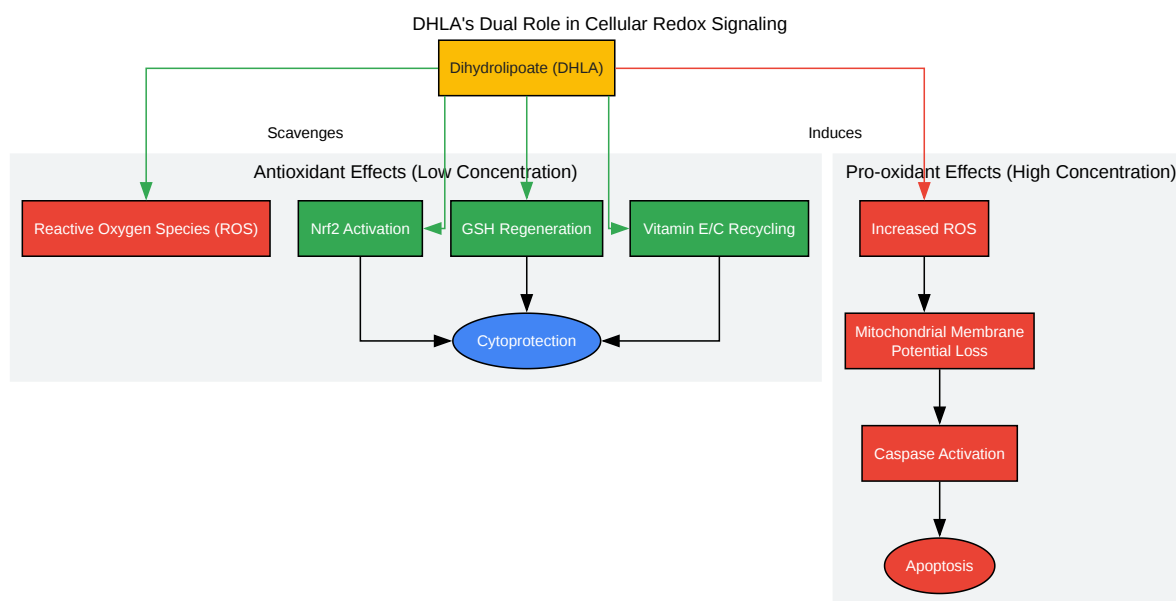 DHLA's Dual Role in Cellular Redox Signaling
Dihydrolipoate (DHLA)
Scavenges
Induces
Antioxidant Effects (Low Concentration)
Pro-oxidant Effects (High Concentration)
Reactive Oxygen Species (ROS)
Nrf2 Activation
GSH Regeneration
Vitamin E/C Recycling
Increased ROS
Cytoprotection
Mitochondrial Membrane
Potential Loss
Caspase Activation
Apoptosis